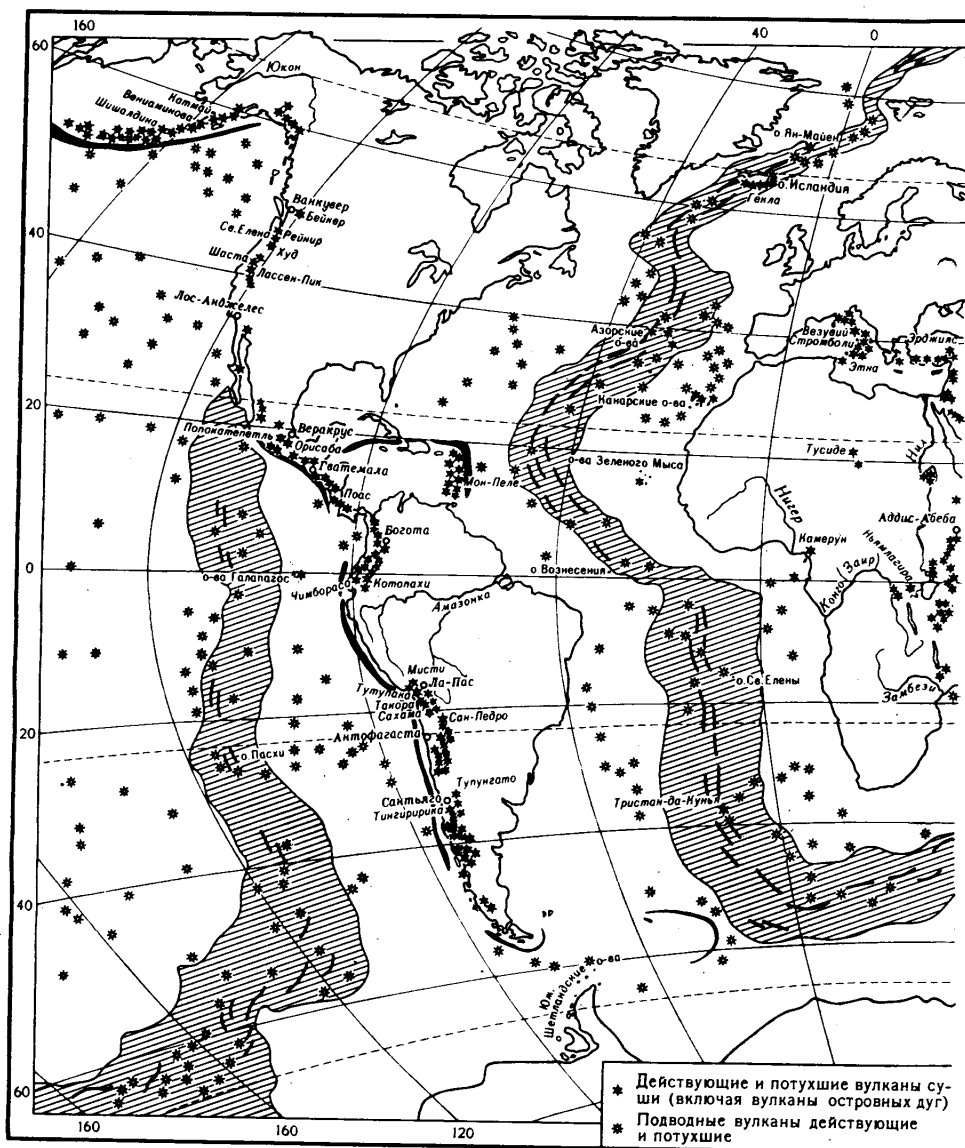 160
40
0
60
Юкон
Катмай
Вениаминова
Шишалдина
о Ян-Майен
о. Исландия
Гекла
Ванкувер
Бейкер
Св. Елена
Рейнир
Худ
40
Шаста
Лассен-Пик
Лос-Анджелес
Азорские
о-ва
Везувий
Стромболи
Эрджияс
Этна
Канарские о-ва
20
Попокатепетль
Веракрус
Орисаба
Гватемала
Тусиде
Нил
о-ва Зеленого Мыса
Мон-Пеле
Поас
Нигер
Аддис-Абеба
Богота
Камерун
Ньямлагира
0
о-ва Галапагос
Чимборасо
Котопахи
о Вознесения
Конго/Заир
Амазонка
Мисти
Ла-Пас
о. Св. Елены
Тутупака
Такора
Сахама
Сан-Педро
Замбези
20
Антофагаста
о. Пасхи
Тупунгато
Сантьяго
Тингиририка
Тристан-да-Кунья
40
Юж.
Шетландские о-ва
60
160
160
120
Действующие и потухшие вулканы су-
ши (включая вулканы островных дуг)
Подводные вулканы действующие
и потухшие